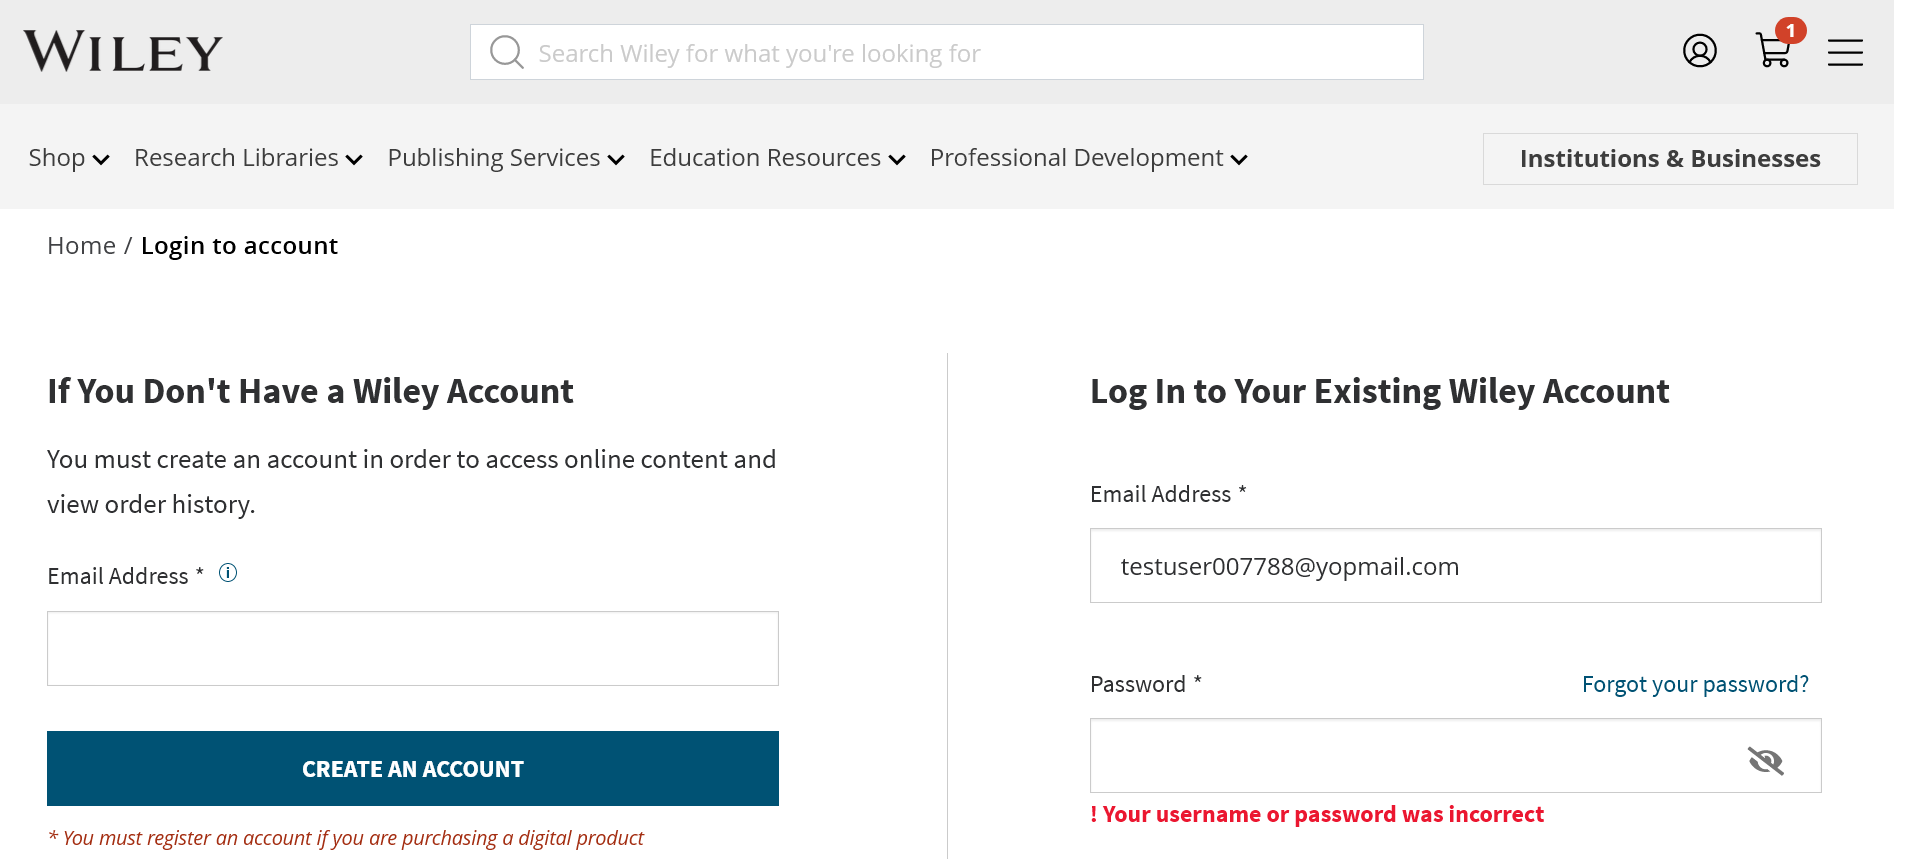 WILEY
Search Wiley for what you're looking for
1
Shop Research Libraries Publishing Services Education Resources Professional Development Institutions & Businesses
Home / Login to account
If You Don't Have a Wiley Account
You must create an account in order to access online content and
view order history.
Email Address *
CREATE AN ACCOUNT
* You must register an account if you are purchasing a digital product
Log In to Your Existing Wiley Account
Email Address *
testuser007788@yopmail.com
Password * Forgot your password?
! Your username or password was incorrect